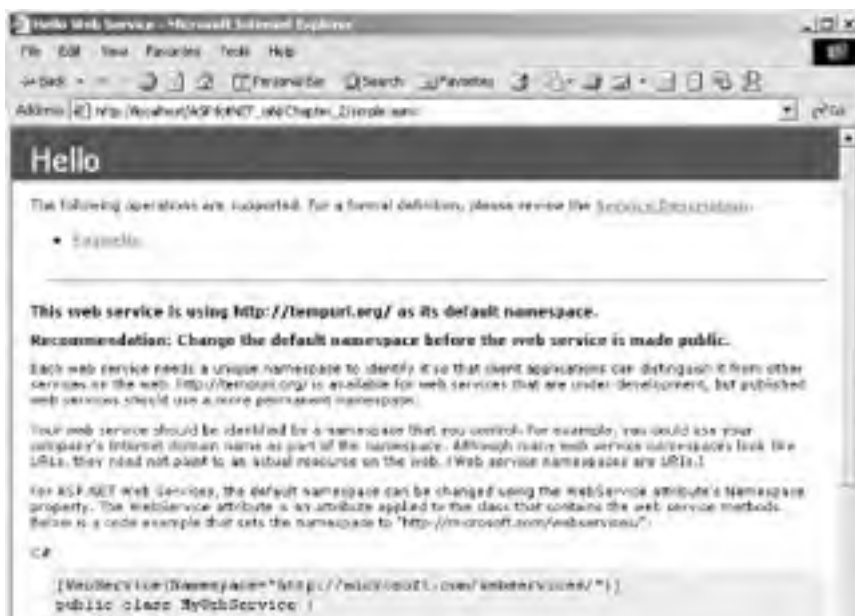 Hello Web Service - Microsoft Internet Explorer
File Edit View Favorites Tools Help
Back Personal Bar Search Favorites
Address Go
Hello
The following operations are supported. For a formal definition, please review the Service Description.
This web service is using http://tempuri.org/ as its default namespace.
Recommendation: Change the default namespace before the web service is made public.
Each web service needs a unique namespace to identify it so that client applications can distinguish it from other
services on the web. http://tempuri.org/ is available for web services that are under development, but published
web services should use a more permanent namespace.
Your web service should be identified by a namespace that you control. For example, you could use your
company's Internet domain name as part of the namespace. Although many web service namespaces look like
URLs, they need not point to an actual resource on the web. (Web service namespaces are URIs.)
For ASP.NET Web Services, the default namespace can be changed using the WebService attribute's Namespace
property. The WebService attribute is an attribute applied to the class that contains the web service methods.
Below is a code example that sets the namespace to "http://microsoft.com/webservices/":
C#
[WebService(Namespace="http://microsoft.com/webservices/")]
public class MyWebService {